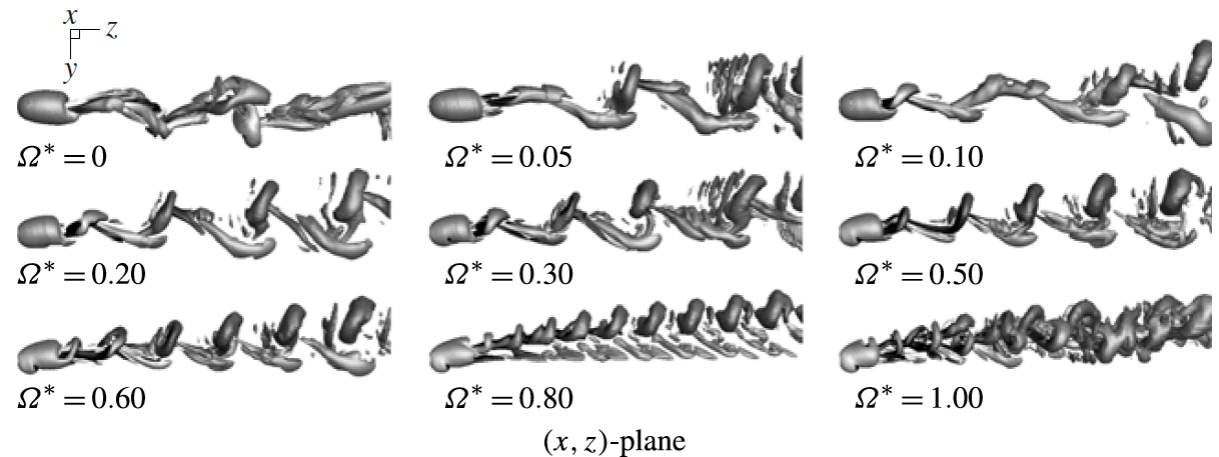 x
z
y
Ω* = 0
Ω* = 0.05
Ω* = 0.10
Ω* = 0.20
Ω* = 0.30
Ω* = 0.50
Ω* = 0.60
Ω* = 0.80
Ω* = 1.00
(x, z)-plane